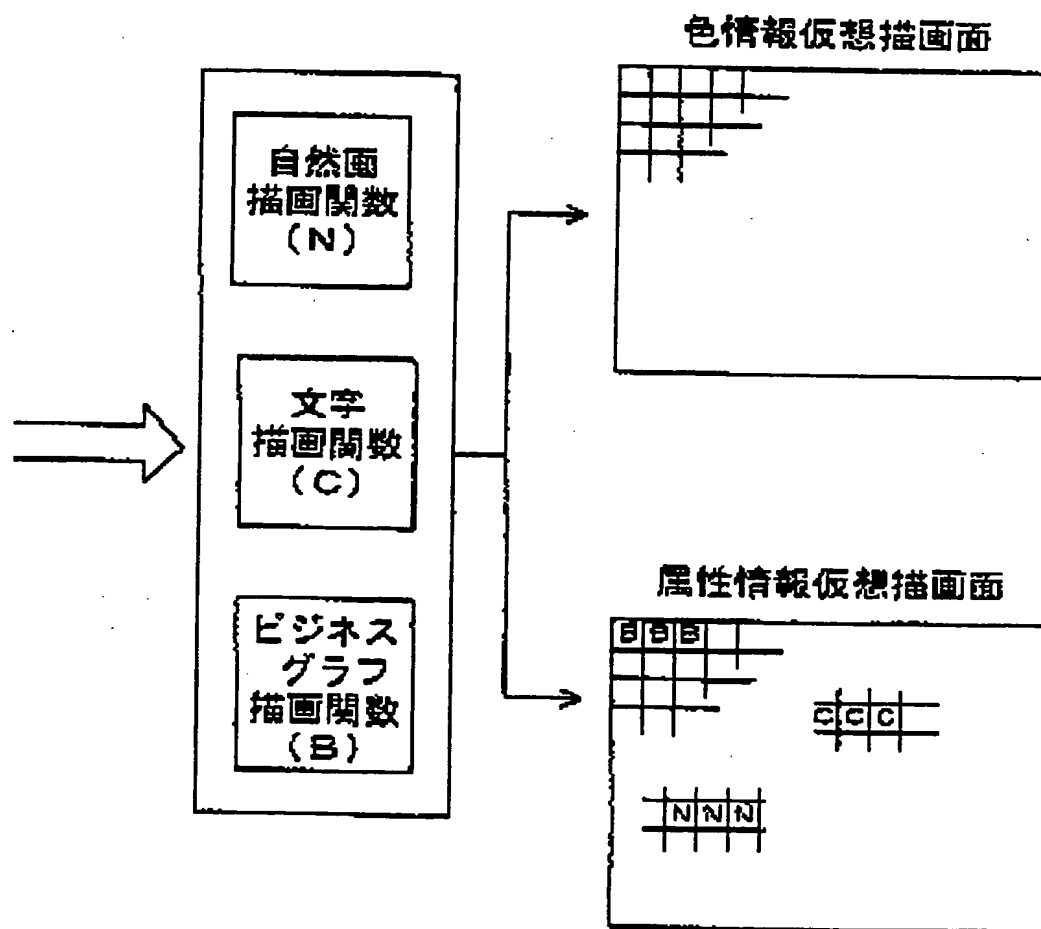 色情報仮想描画面
自然画
描画関数
(N)
文字
描画関数
(C)
ビジネス
グラフ
描画関数
(B)
属性情報仮想描画面
B B B
C C C
N N N